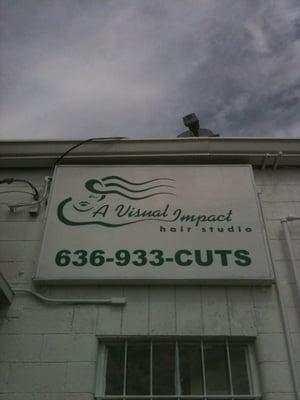 A Visual Impact
hair studio
636-933-CUTS